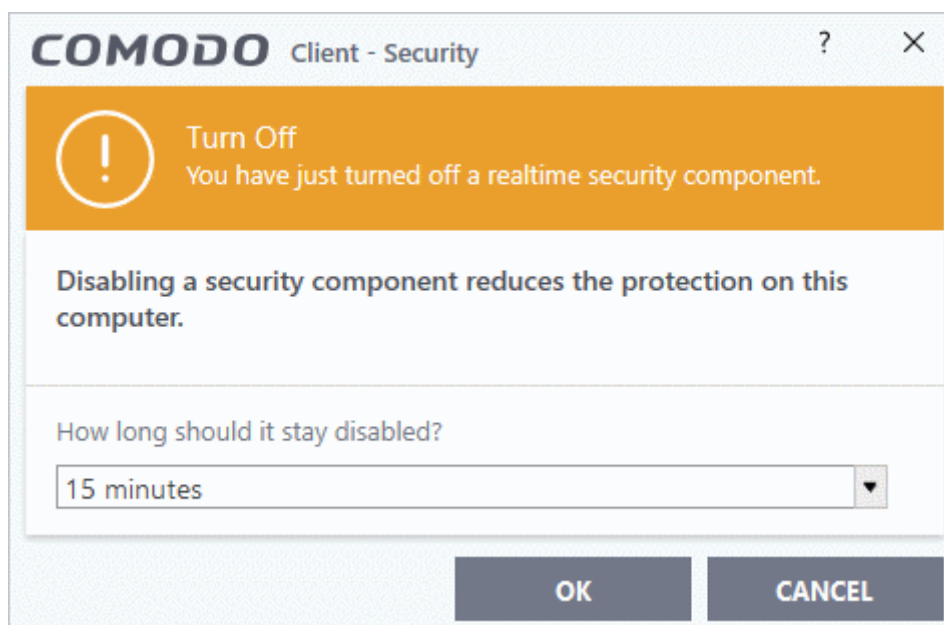 COMODO Client - Security ? ×
!
Turn Off
You have just turned off a realtime security component.
Disabling a security component reduces the protection on this
computer.
How long should it stay disabled?
15 minutes
OK CANCEL